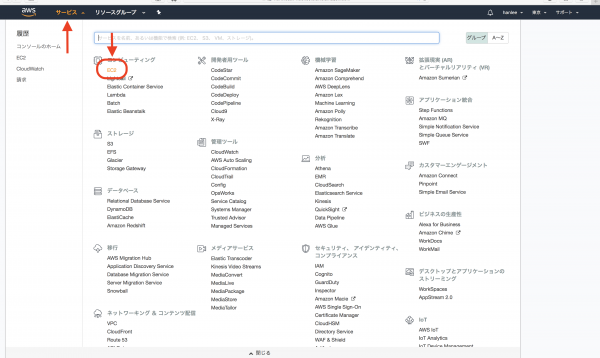 aws
サービス
リソースグループ
hanlee
東京
サポート
履歴
コンソールのホーム
EC2
CloudWatch
請求
グループ
A-Z
コンピューティング
EC2
Elastic Container Service
Lambda
Batch
Elastic Beanstalk
ストレージ
S3
EFS
Glacier
Storage Gateway
データベース
Relational Database Service
DynamoDB
ElastiCache
Amazon Redshift
移行
AWS Migration Hub
Application Discovery Service
Database Migration Service
Server Migration Service
Snowball
ネットワーキング & コンテンツ配信
VPC
CloudFront
Route 53
開発者用ツール
CodeStar
CodeCommit
CodeBuild
CodeDeploy
CodePipeline
Cloud9
X-Ray
管理ツール
CloudWatch
AWS Auto Scaling
CloudFormation
CloudTrail
Config
OpsWorks
Service Catalog
Systems Manager
Trusted Advisor
Managed Services
メディアサービス
Elastic Transcoder
Kinesis Video Streams
MediaConvert
MediaLive
MediaPackage
MediaStore
MediaTailor
機械学習
Amazon SageMaker
Amazon Comprehend
AWS DeepLens
Amazon Lex
Machine Learning
Amazon Polly
Rekognition
Amazon Transcribe
Amazon Translate
分析
Athena
EMR
CloudSearch
Elasticsearch Service
Kinesis
QuickSight
Data Pipeline
AWS Glue
セキュリティ、アイデンティティ、
コンプライアンス
IAM
Cognito
GuardDuty
Inspector
Amazon Macie
AWS Single Sign-On
Certificate Manager
CloudHSM
Directory Service
WAF & Shield
拡張現実 (AR)
とバーチャルリアリティ (VR)
Amazon Sumerian
アプリケーション統合
Step Functions
Amazon MQ
Simple Notification Service
Simple Queue Service
SWF
カスタマーエンゲージメント
Amazon Connect
Pinpoint
Simple Email Service
ビジネスの生産性
Alexa for Business
Amazon Chime
WorkDocs
WorkMail
デスクトップとアプリケーションの
ストリーミング
WorkSpaces
AppStream 2.0
IoT
AWS IoT
IoT Analytics
IoT Device Management
閉じる